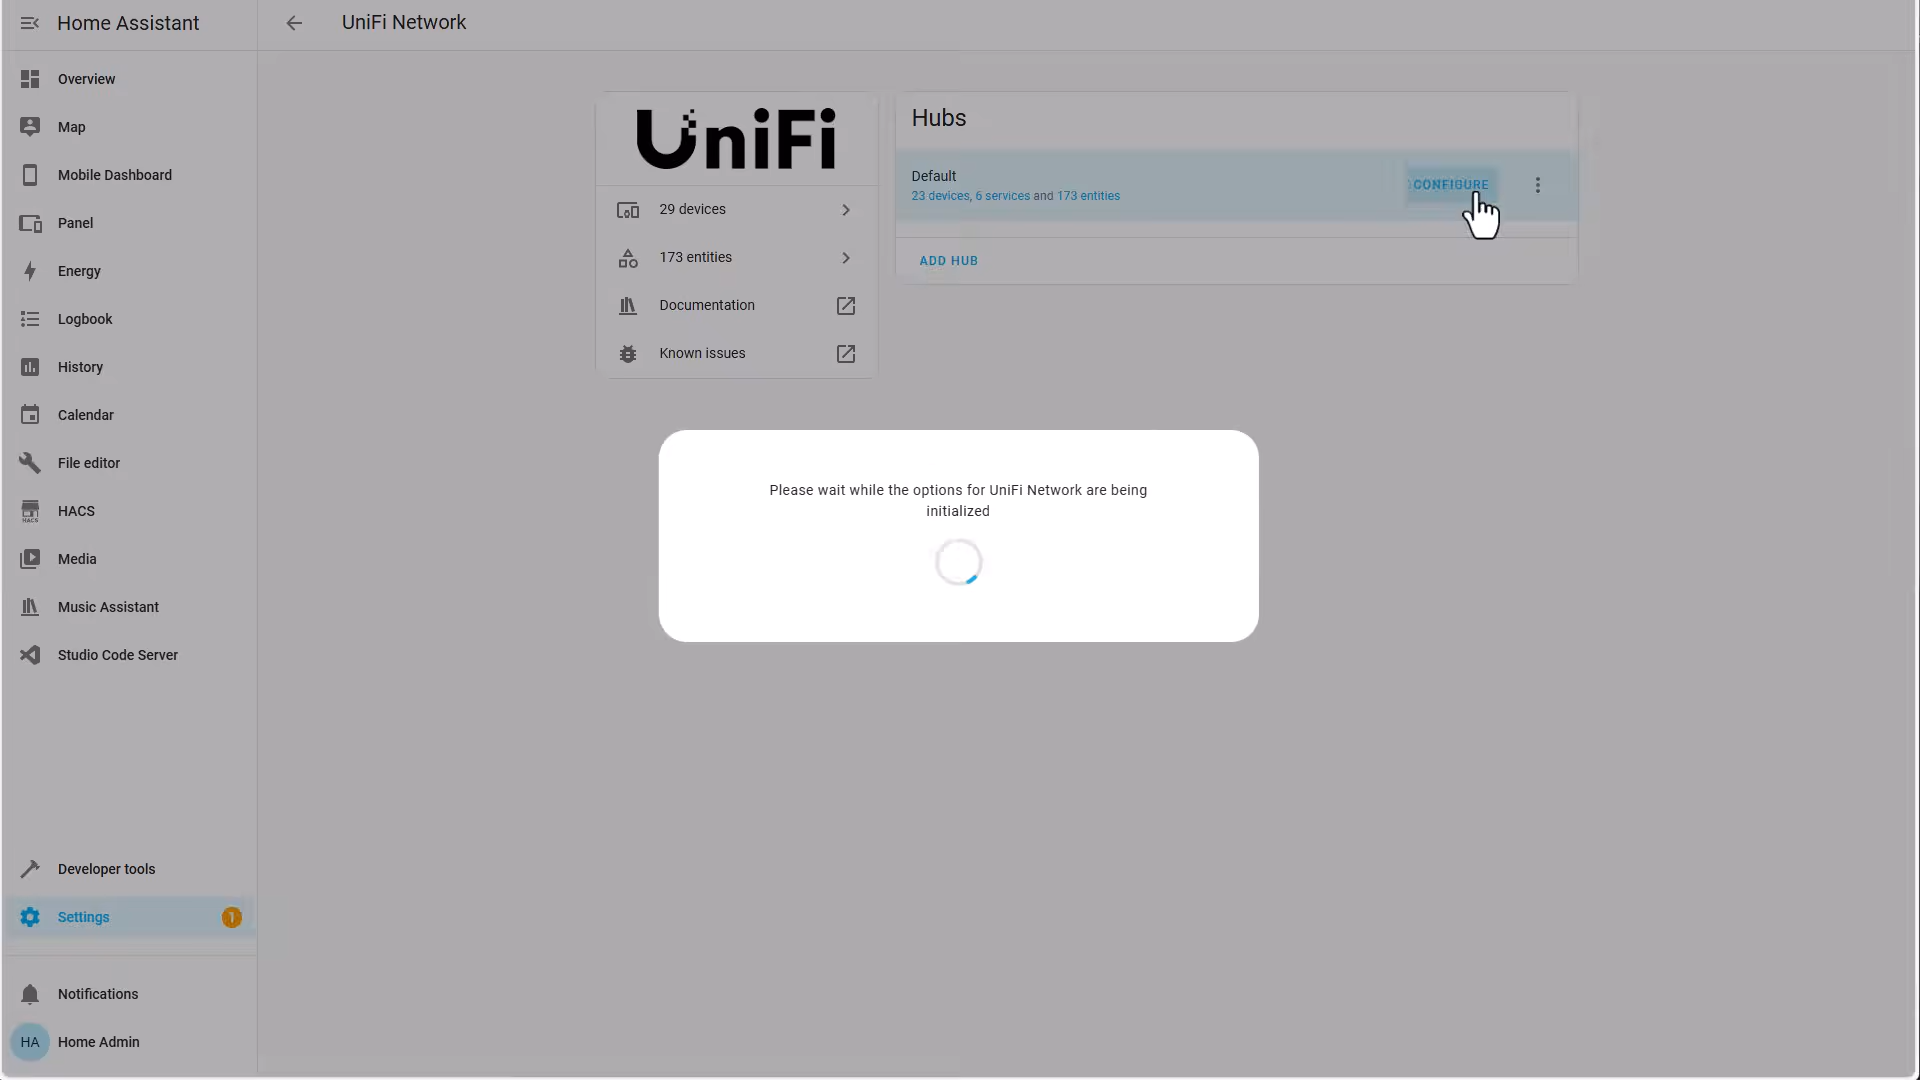 Home Assistant
UniFi Network
Overview
Map
Mobile Dashboard
Panel
Energy
Logbook
History
Calendar
File editor
HACS
HACS
Media
Music Assistant
Studio Code Server
Developer tools
Settings
1
Notifications
HA
Home Admin
UniFi
29 devices
173 entities
Documentation
Known issues
Hubs
Default
23 devices, 6 services and 173 entities
CONFIGURE
ADD HUB
Please wait while the options for UniFi Network are being
initialized